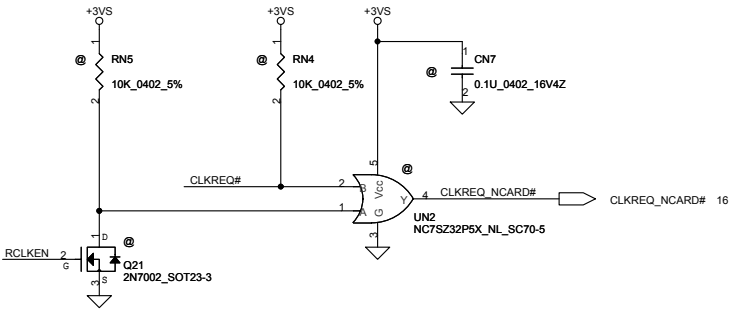 +3VS +3VS +3VS
1 1 1
@ RN5 @ RN4 @ CN7
10K_0402_5% 10K_0402_5% 0.1U_0402_16V4Z
2 2 2
5 @
CLKREQ# 2 B Vcc Y 4 CLKREQ_NCARD# CLKREQ_NCARD# 16
1 A G
UN2
NC7SZ32P5X_NL_SC70-5
3
1 D @
RCLKEN 2 G Q21
2N7002_SOT23-3
3 S